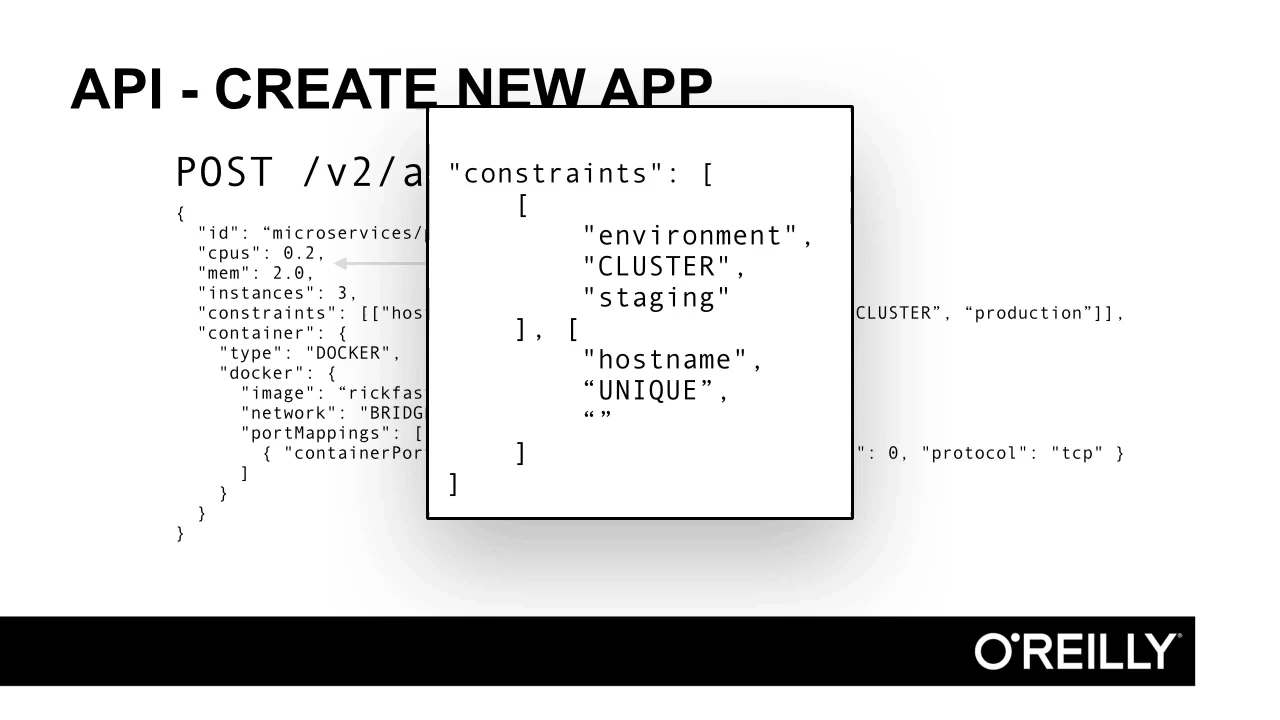 API - CREATE NEW APP
POST /v2/a
{
"id": “microservices/
"cpus": 0.2,
"mem": 2.0,
"instances": 3,
"constraints": [["hos CLUSTER”, “production”]],
"container": {
"type": "DOCKER",
"docker": {
"image": “rickfas
"network": "BRIDG
"portMappings": [
{ "containerPor ": 0, "protocol": "tcp" }
]
}
}
}
"constraints": [
[
"environment",
"CLUSTER",
"staging"
], [
"hostname",
“UNIQUE”,
“”
]
]
O'REILLY®